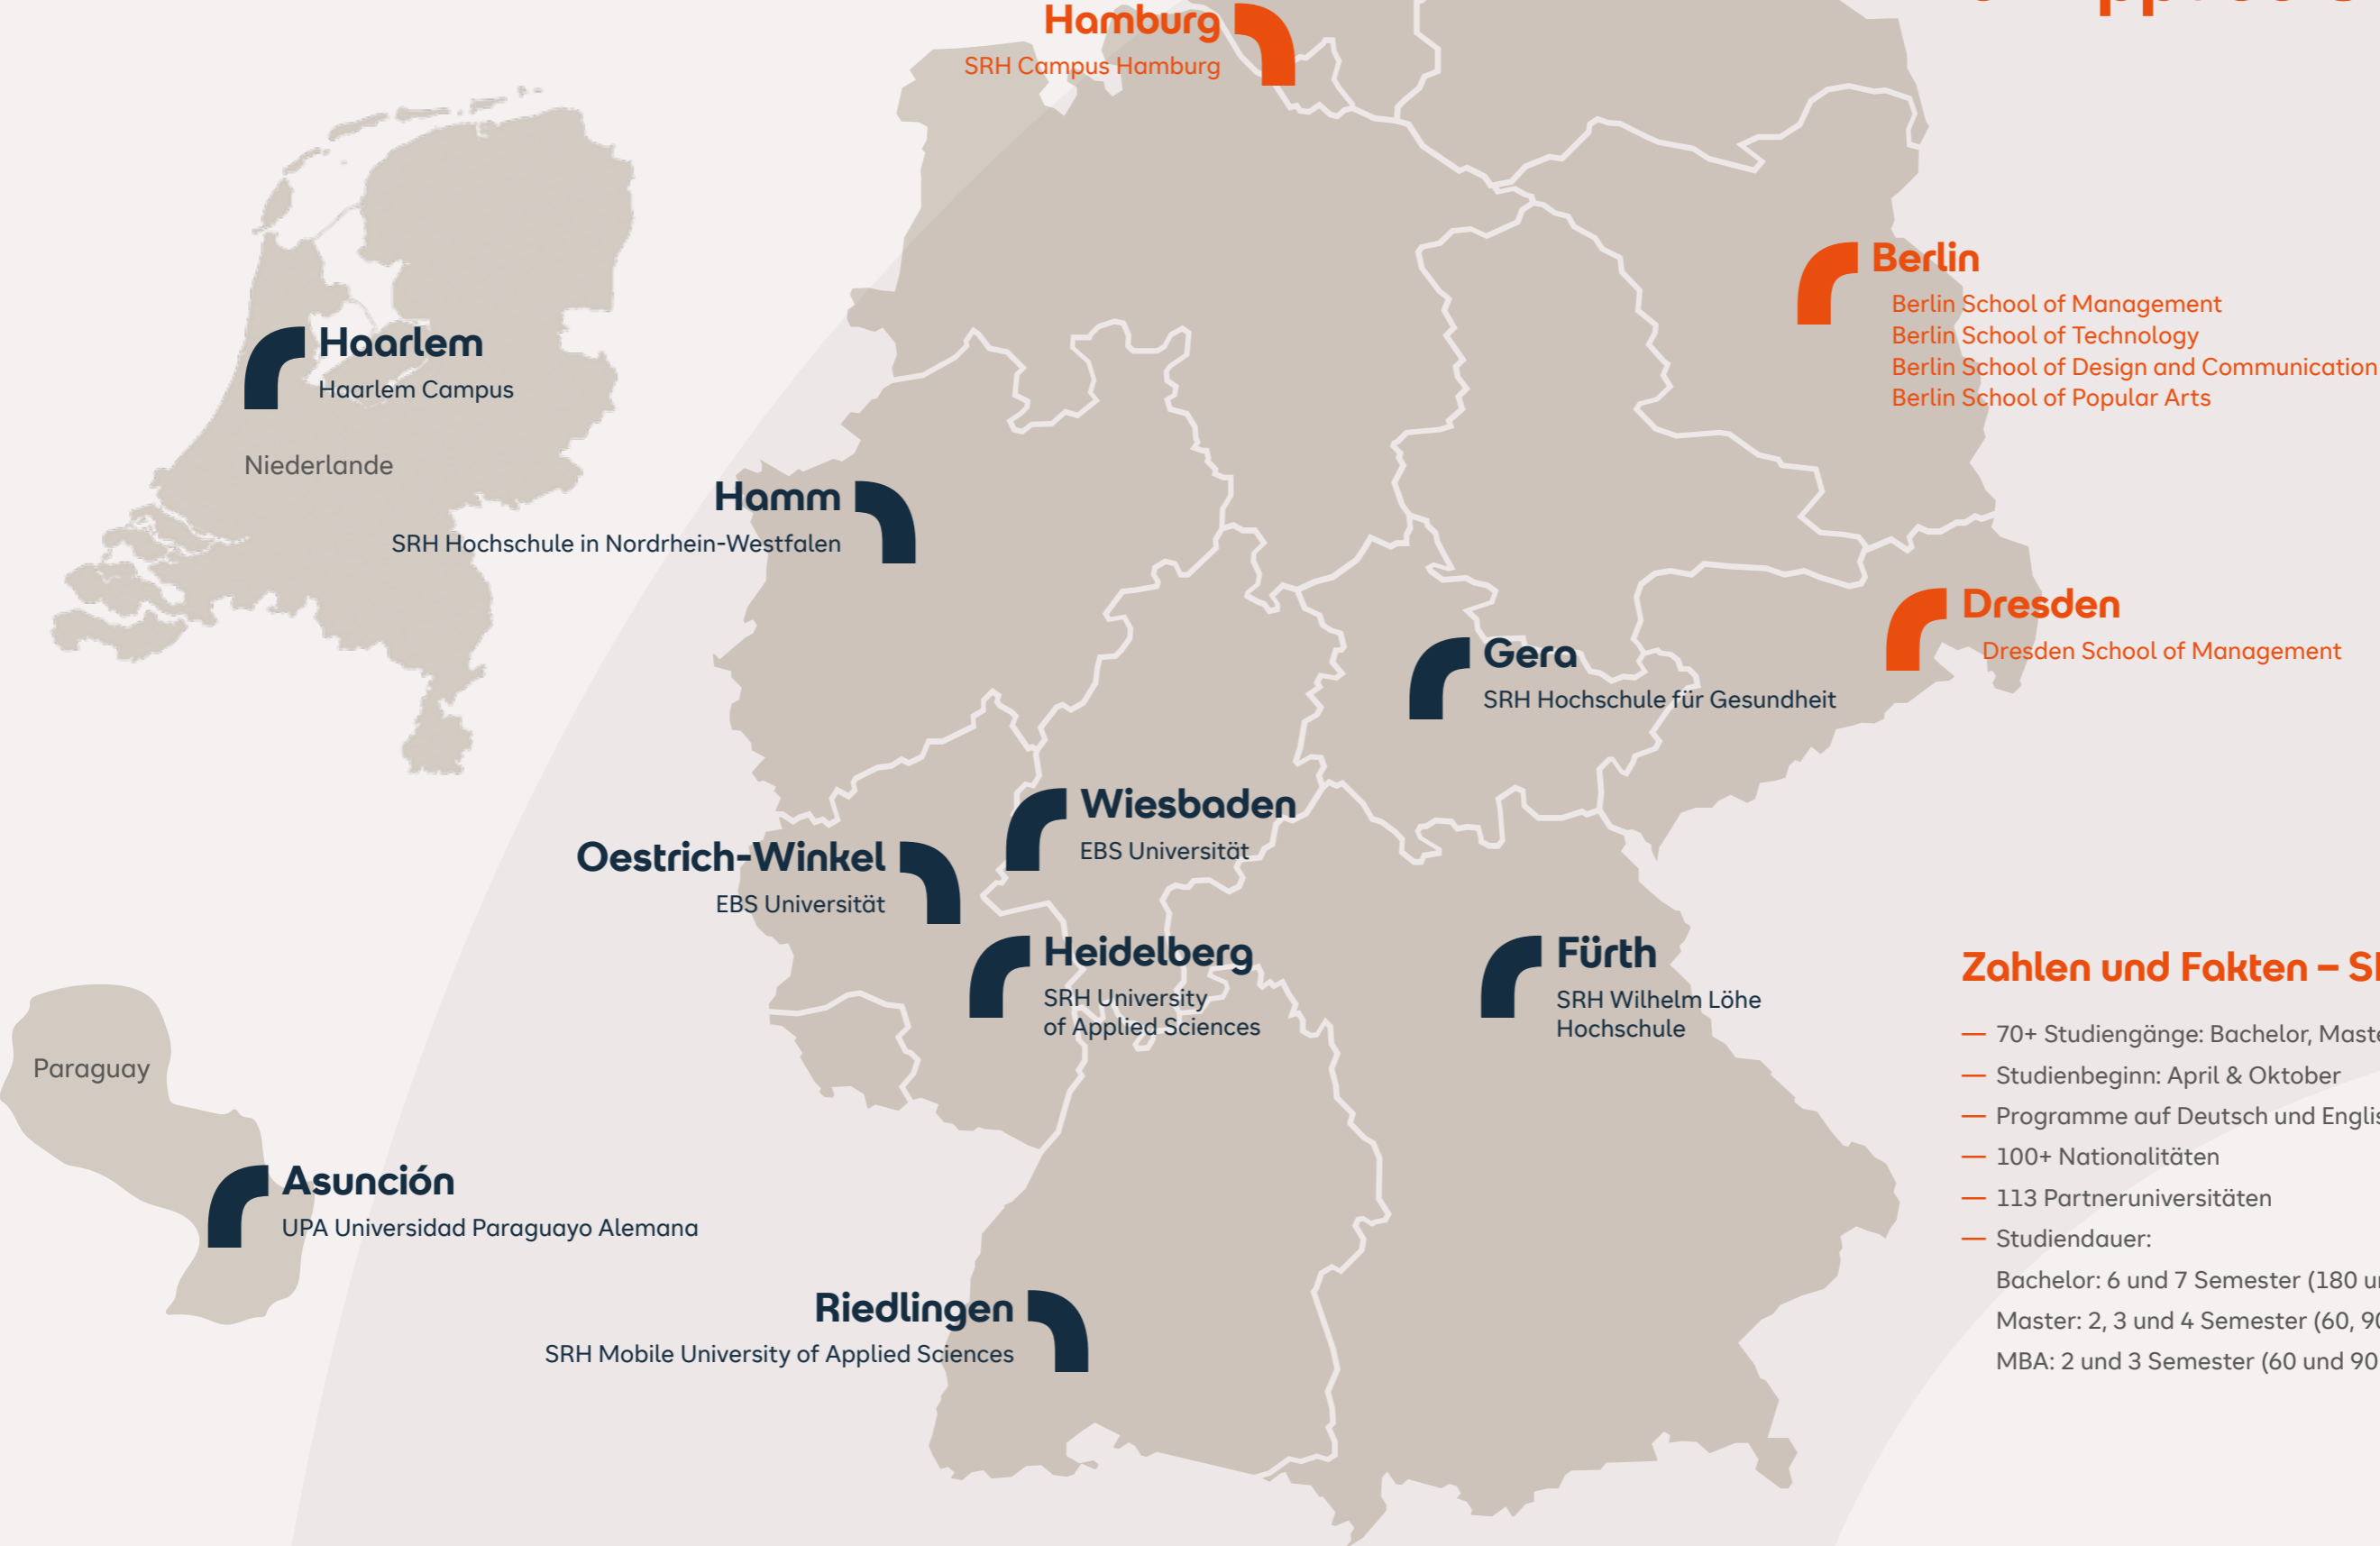 Hamburg
SRH Campus Hamburg
Berlin
Berlin School of Management
Berlin School of Technology
Berlin School of Design and Communication
Berlin School of Popular Arts
Haarlem
Haarlem Campus
Niederlande
Hamm
SRH Hochschule in Nordrhein-Westfalen
Dresden
Dresden School of Management
Gera
SRH Hochschule für Gesundheit
Wiesbaden
EBS Universität
Oestrich-Winkel
EBS Universität
Heidelberg
SRH University
of Applied Sciences
Fürth
SRH Wilhelm Löhe
Hochschule
Paraguay
Asunción
UPA Universidad Paraguayo Alemana
Riedlingen
SRH Mobile University of Applied Sciences
Zahlen und Fakten –
— 70+ Studiengänge: Bachelor,
— Studienbeginn: April & Oktober
— Programme auf Deutsch und
— 100+ Nationalitäten
— 113 Partneruniversitäten
— Studiendauer:
Bachelor: 6 und 7 Semester (180
Master: 2, 3 und 4 Semester (60,
MBA: 2 und 3 Semester (60 und 90